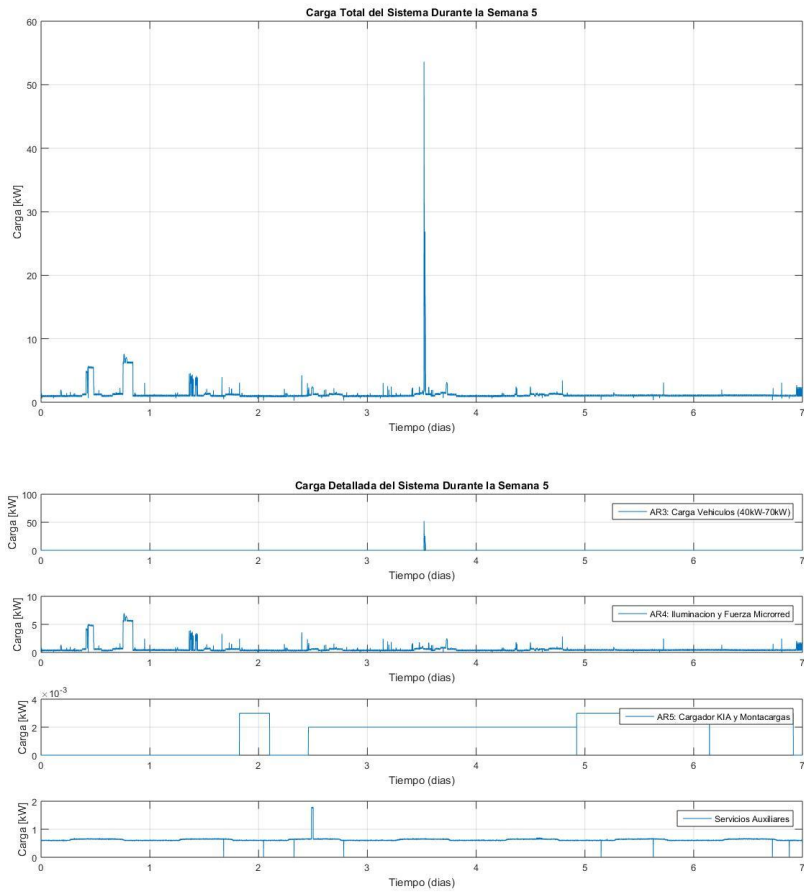 Carga Total del Sistema Durante la Semana 5
60
50
40
30
20
10
0
Carga [kW]
0 1 2 3 4 5 6 7
Tiempo (dias)
Carga Detallada del Sistema Durante la Semana 5
100
50
0
Carga [kW]
AR3: Carga Vehiculos (40kW-70kW)
0 1 2 3 4 5 6 7
Tiempo (dias)
10
5
0
Carga [kW]
AR4: Iluminacion y Fuerza Microrred
0 1 2 3 4 5 6 7
Tiempo (dias)
×10-3
4
2
0
Carga [kW]
AR5: Cargador KIA y Montacargas
0 1 2 3 4 5 6 7
Tiempo (dias)
2
1
0
Carga [kW]
Servicios Auxiliares
0 1 2 3 4 5 6 7
Tiempo (dias)